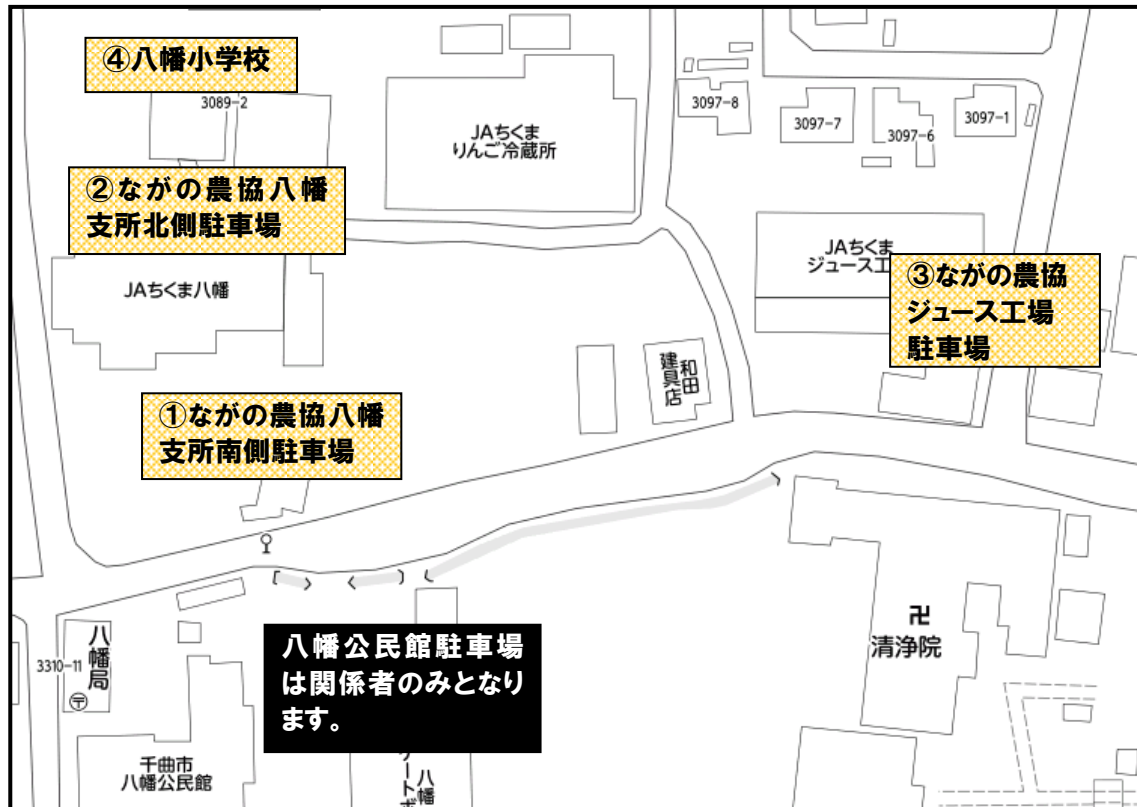 ④八幡小学校
3089-2
JAちくま
りんご冷蔵所
3097-8
3097-7
3097-6
3097-1
②ながの農協八幡
支所北側駐車場
JAちくま八幡
JAちくま
ジュース工
③ながの農協
ジュース工場
駐車場
和田
建具店
①ながの農協八幡
支所南側駐車場
八幡局
3310-11
〒
八幡公民館駐車場
は関係者のみとなり
ます。
卍
清浄院
千曲市
八幡公民館
八幡
ートボ